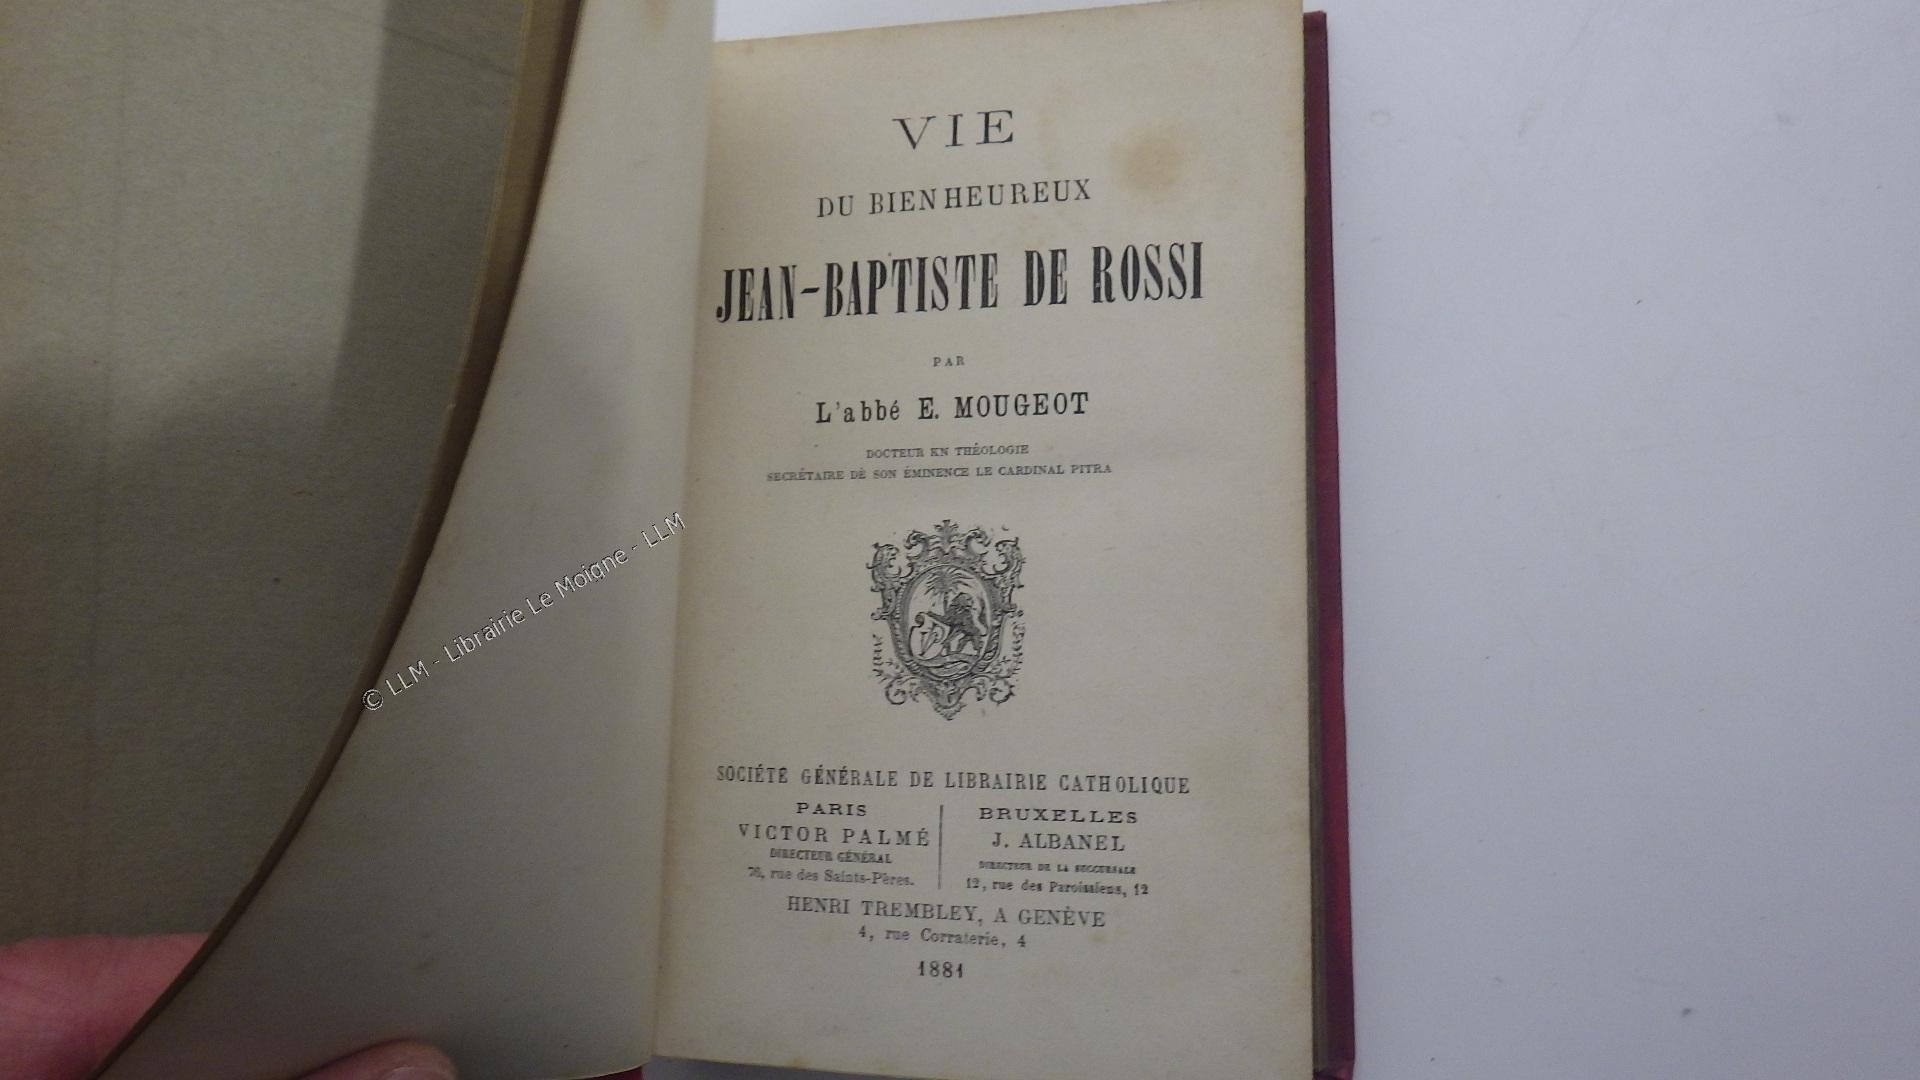 VIE
DU BIENHEUREUX
JEAN-BAPTISTE DE ROSSI
PAR
L'abbé E. MOUGEOT
DOCTEUR EN THÉOLOGIE
SECRÉTAIRE DE SON ÉMINENCE LE CARDINAL PITRA
SOCIÉTÉ GÉNÉRALE DE LIBRAIRIE CATHOLIQUE
PARIS
VICTOR PALMÉ
DIRECTEUR GÉNÉRAL
76, rue des Saints-Pères.
BRUXELLES
J. ALBANEL
DIRECTEUR DE LA SUCCURSALE
12, rue des Paroissiens, 12
HENRI TREMBLEY, A GENÈVE
4, rue Corraterie, 4
1881
© LLM - Librairie Le Moigne - LLM